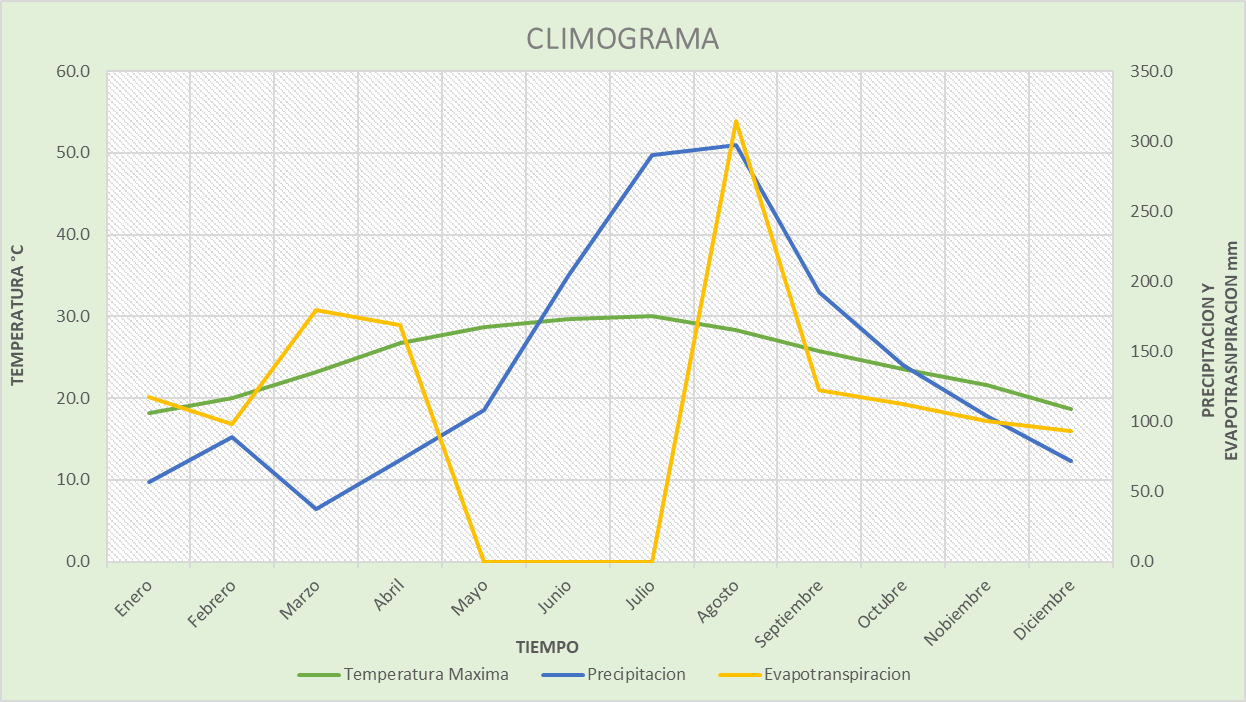 CLIMOGRAMA
60.0
50.0
40.0
30.0
20.0
10.0
0.0
TEMPERATURA °C
350.0
300.0
250.0
200.0
150.0
100.0
50.0
0.0
PRECIPITACION Y
EVAPOTRASNPIRACION mm
Enero
Febrero
Marzo
Abril
Mayo
Junio
Julio
Agosto
Septiembre
Octubre
Nobiembre
Diciembre
TIEMPO
Temperatura Maxima
Precipitacion
Evapotranspiracion